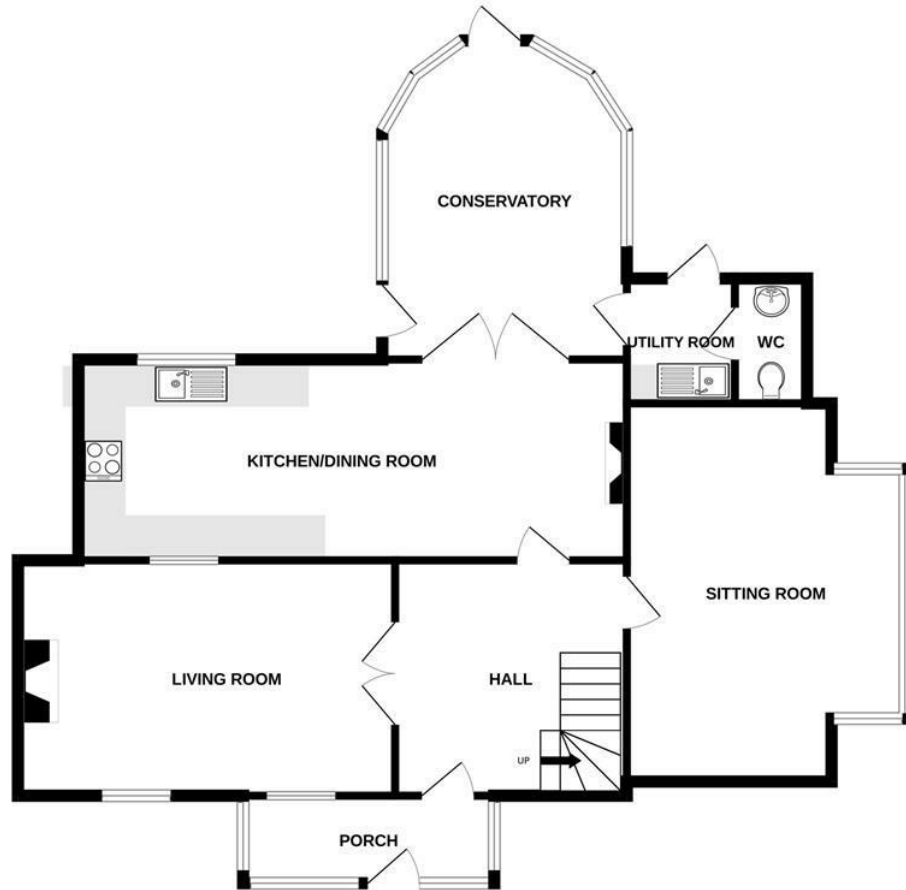 CONSERVATORY
UTILITY ROOM
WC
KITCHEN/DINING ROOM
SITTING ROOM
LIVING ROOM
HALL
UP
PORCH